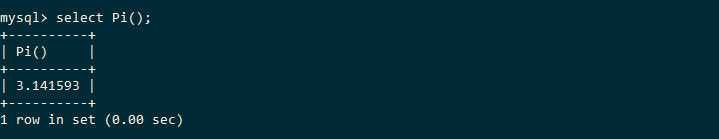 mysql> select Pi();
+----------+
| Pi()     |
+----------+
| 3.141593 |
+----------+
1 row in set (0.00 sec)